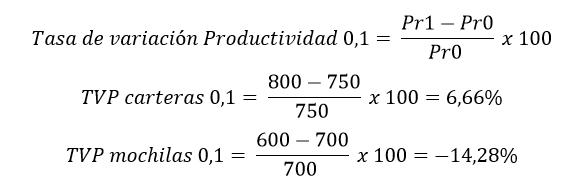 Tasa de variación Productividad 0,1 = (Pr1 − Pr0) / Pr0 x 100
TVP carteras 0,1 = (800 − 750) / 750 x 100 = 6,66%
TVP mochilas 0,1 = (600 − 700) / 700 x 100 = −14,28%